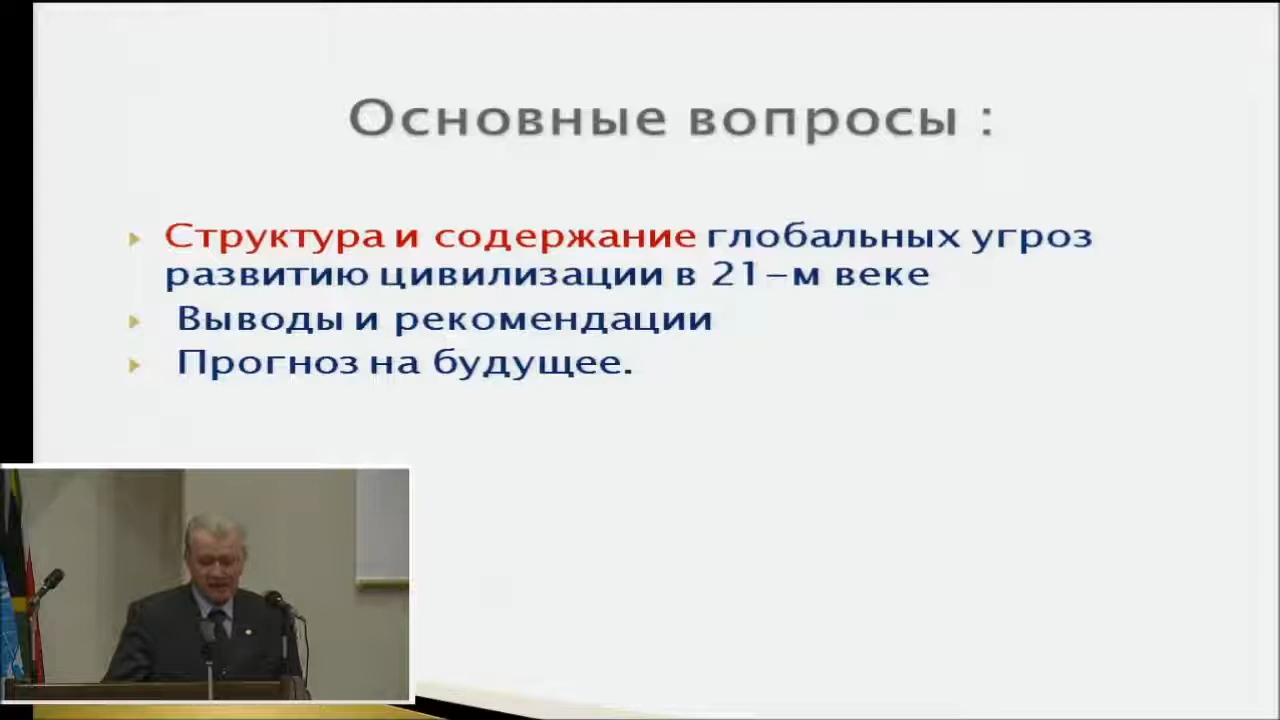 Основные вопросы :
Структура и содержание глобальных угроз
развитию цивилизации в 21-м веке
Выводы и рекомендации
Прогноз на будущее.